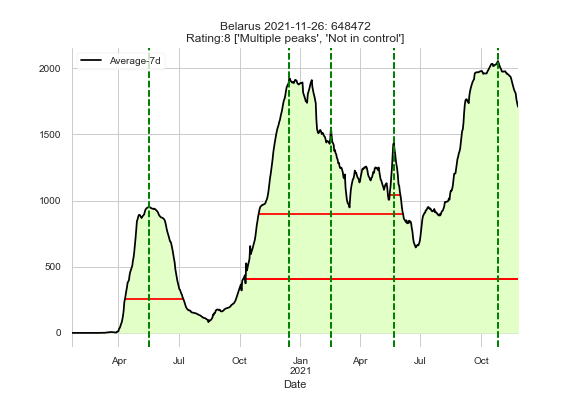 Belarus 2021-11-26: 648472
Rating:8 ['Multiple peaks', 'Not in control']
Average-7d
2000
1500
1000
500
0
Apr Jul Oct Jan Apr Jul Oct
2021
Date